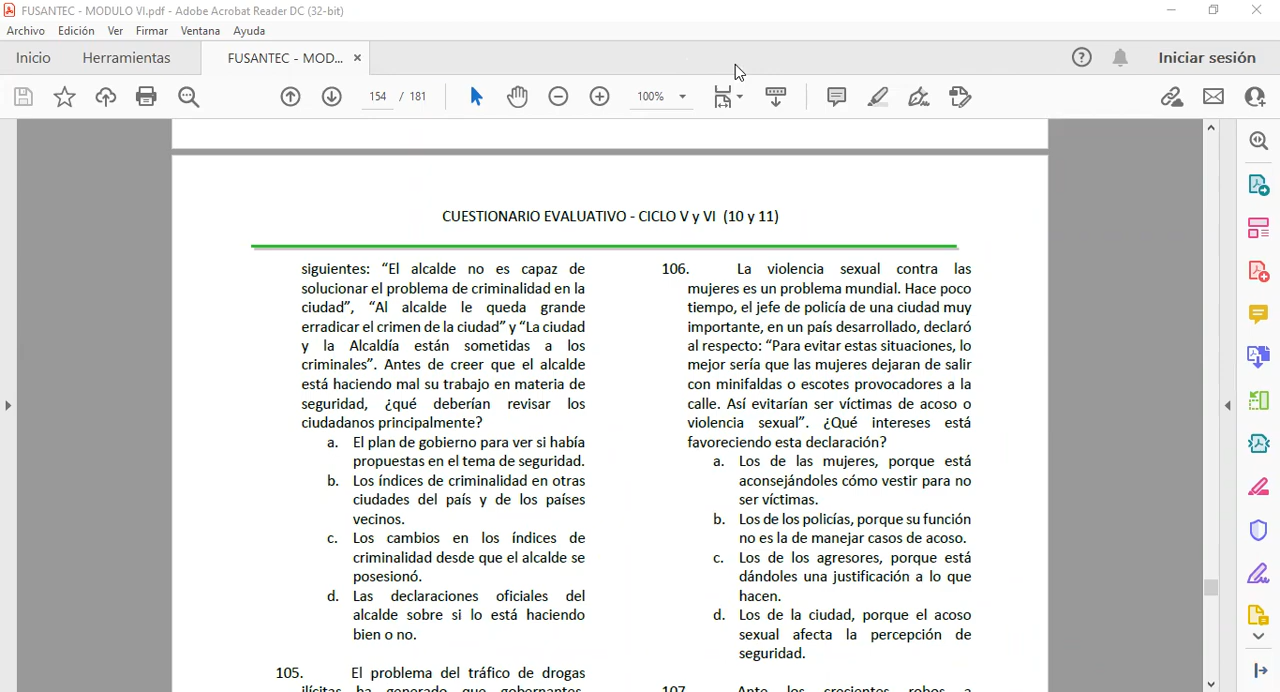 FUSANTEC - MODULO VI.pdf - Adobe Acrobat Reader DC (32-bit)
Archivo Edición Ver Firmar Ventana Ayuda
Inicio Herramientas FUSANTEC - MOD... × Iniciar sesión
154 / 181 100%
CUESTIONARIO EVALUATIVO - CICLO V y VI (10 y 11)
siguientes: “El alcalde no es capaz de
solucionar el problema de criminalidad en la
ciudad”, “Al alcalde le queda grande
erradicar el crimen de la ciudad” y “La ciudad
y la Alcaldía están sometidas a los
criminales”. Antes de creer que el alcalde
está haciendo mal su trabajo en materia de
seguridad, ¿qué deberían revisar los
ciudadanos principalmente?
a. El plan de gobierno para ver si había
propuestas en el tema de seguridad.
b. Los índices de criminalidad en otras
ciudades del país y de los países
vecinos.
c. Los cambios en los índices de
criminalidad desde que el alcalde se
posesionó.
d. Las declaraciones oficiales del
alcalde sobre si lo está haciendo
bien o no.
105. El problema del tráfico de drogas
ilícitas ha generado que gobernantes,
106. La violencia sexual contra las
mujeres es un problema mundial. Hace poco
tiempo, el jefe de policía de una ciudad muy
importante, en un país desarrollado, declaró
al respecto: “Para evitar estas situaciones, lo
mejor sería que las mujeres dejaran de salir
con minifaldas o escotes provocadores a la
calle. Así evitarían ser víctimas de acoso o
violencia sexual”. ¿Qué intereses está
favoreciendo esta declaración?
a. Los de las mujeres, porque está
aconsejándoles cómo vestir para no
ser víctimas.
b. Los de los policías, porque su función
no es la de manejar casos de acoso.
c. Los de los agresores, porque está
dándoles una justificación a lo que
hacen.
d. Los de la ciudad, porque el acoso
sexual afecta la percepción de
seguridad.
107. Ante los crecientes robos a